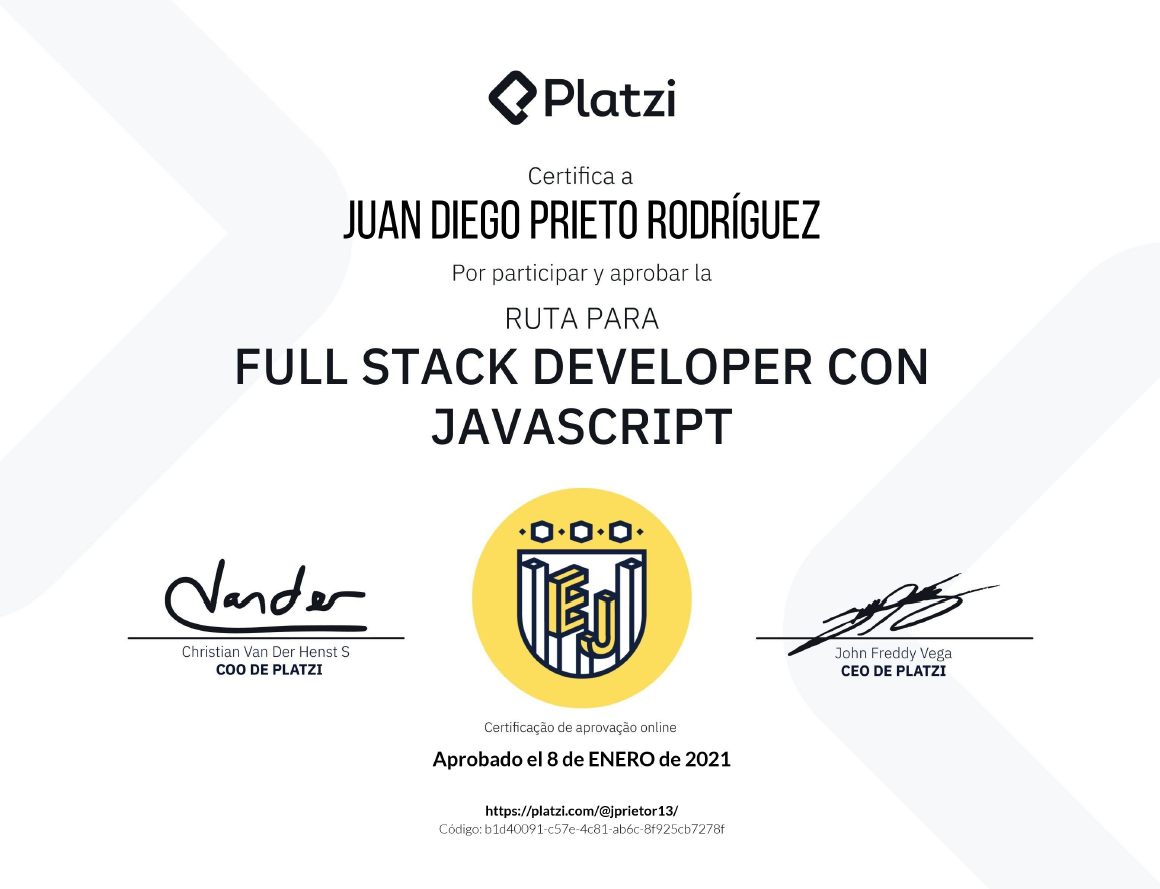 Platzi
Certifica a
JUAN DIEGO PRIETO RODRÍGUEZ
Por participar y aprobar la
RUTA PARA
FULL STACK DEVELOPER CON
JAVASCRIPT
EJ
Vander
Christian Van Der Henst S
COO DE PLATZI
John Freddy Vega
CEO DE PLATZI
Certificação de aprovação online
Aprobado el 8 de ENERO de 2021
https://platzi.com/@jprietor13/
Código: b1d40091-c57e-4c81-ab6c-8f925cb7278f